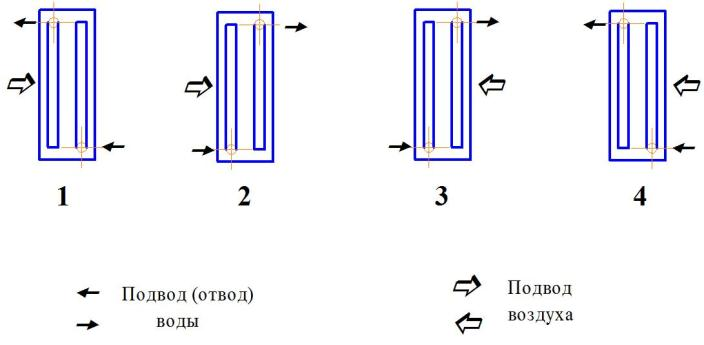 1 2 3 4
Подвод (отвод)
воды
Подвод
воздуха